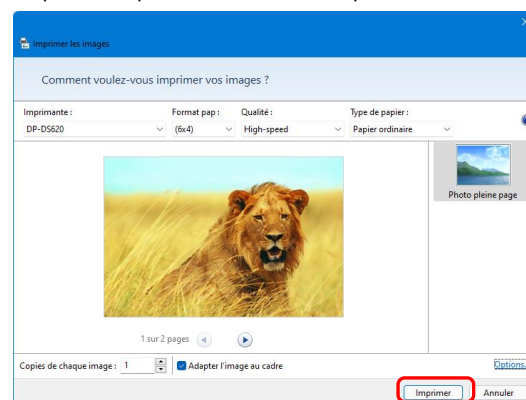 Imprimer les images
Comment voulez-vous imprimer vos images ?
Imprimante : Format pap : Qualité : Type de papier :
DP-DS620 (6x4) High-speed Papier ordinaire
Photo pleine page
1 sur 2 pages
Copies de chaque image : 1 Adapter l'image au cadre Options.
Imprimer Annuler